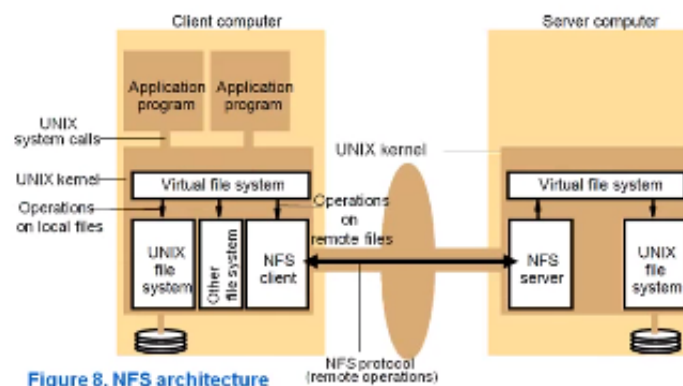 Client computer
Server computer
Application
program
Application
program
UNIX
system calls
UNIX kernel
UNIX kernel
Virtual file system
Virtual file system
Operations
on local files
Operations
on
remote files
UNIX
file
system
Other
file system
NFS
client
NFS
server
UNIX
file
system
NFS protocol
(remote operations)
Figure 8. NFS architecture